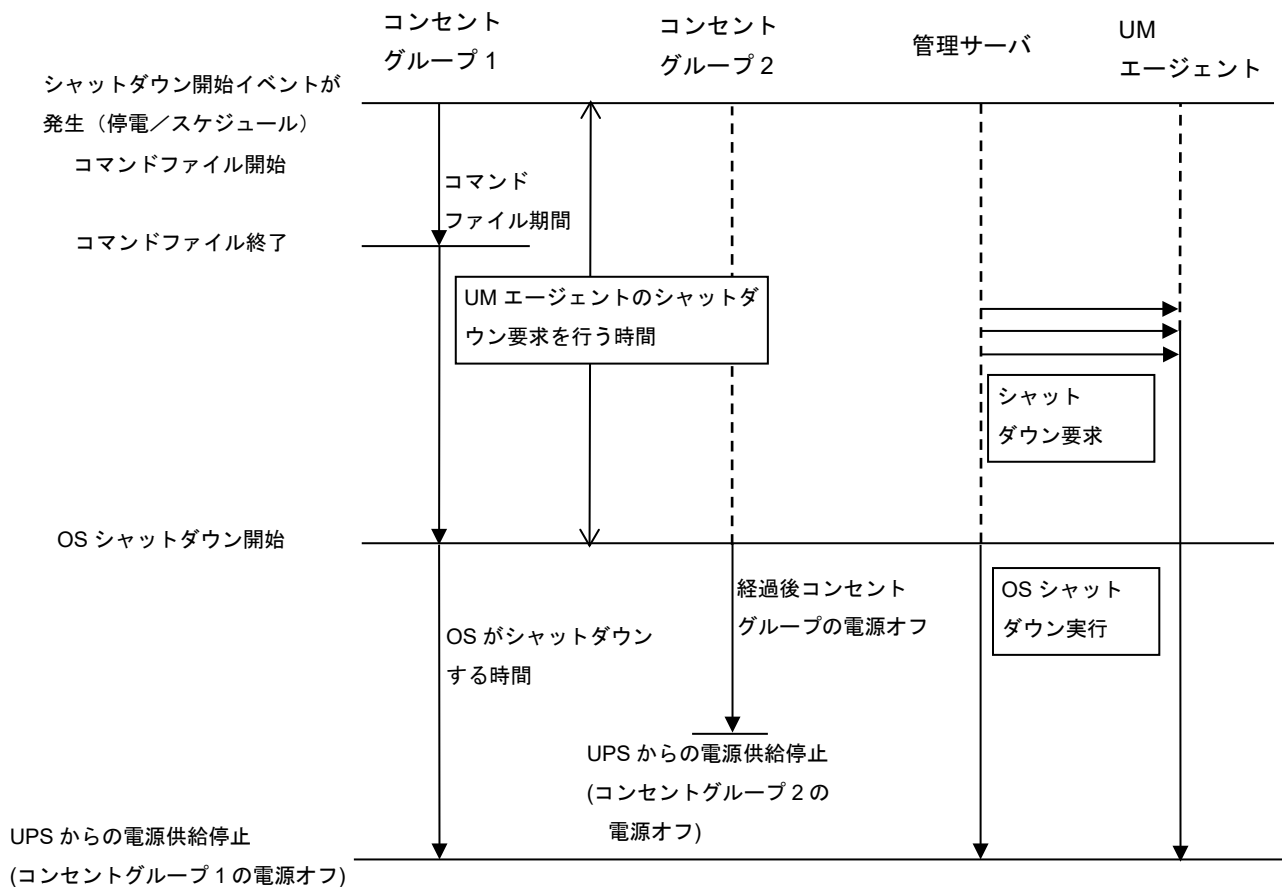 コンセント
グループ 1
コンセント
グループ 2
管理サーバ
UM
エージェント
シャットダウン開始イベントが
発生（停電／スケジュール）
コマンドファイル開始
コマンド
ファイル期間
コマンドファイル終了
UM エージェントのシャットダ
ウン要求を行う時間
シャット
ダウン要求
OS シャットダウン開始
経過後コンセント
グループの電源オフ
OS シャット
ダウン実行
OS がシャットダウン
する時間
UPS からの電源供給停止
(コンセントグループ 2 の
電源オフ)
UPS からの電源供給停止
(コンセントグループ 1 の電源オフ)